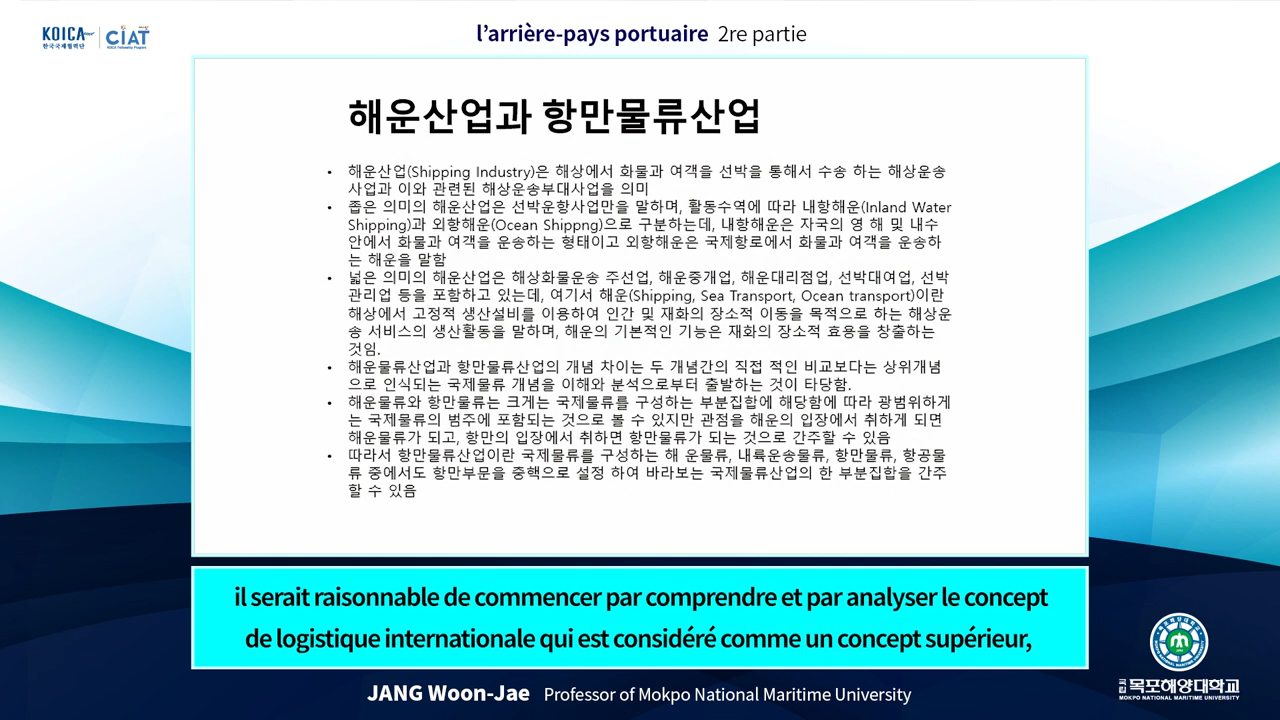 KOICA
한국국제협력단
CIAT
KOICA Fellowship Program
l'arrière-pays portuaire 2re partie
해운산업과 항만물류산업
• 해운산업(Shipping Industry)은 해상에서 화물과 여객을 선박을 통해서 수송 하는 해상운송
사업과 이와 관련된 해상운송부대사업을 의미
• 좁은 의미의 해운산업은 선박운항사업만을 말하며, 활동수역에 따라 내항해운(Inland Water
Shipping)과 외항해운(Ocean Shippng)으로 구분하는데, 내항해운은 자국의 영 해 및 내수
안에서 화물과 여객을 운송하는 형태이고 외항해운은 국제항로에서 화물과 여객을 운송하
는 해운을 말함
• 넓은 의미의 해운산업은 해상화물운송 주선업, 해운중개업, 해운대리점업, 선박대여업, 선박
관리업 등을 포함하고 있는데, 여기서 해운(Shipping, Sea Transport, Ocean transport)이란
해상에서 고정적 생산설비를 이용하여 인간 및 재화의 장소적 이동을 목적으로 하는 해상운
송 서비스의 생산활동을 말하며, 해운의 기본적인 기능은 재화의 장소적 효용을 창출하는
것임.
• 해운물류산업과 항만물류산업의 개념 차이는 두 개념간의 직접 적인 비교보다는 상위개념
으로 인식되는 국제물류 개념을 이해와 분석으로부터 출발하는 것이 타당함.
• 해운물류와 항만물류는 크게는 국제물류를 구성하는 부분집합에 해당함에 따라 광범위하게
는 국제물류의 범주에 포함되는 것으로 볼 수 있지만 관점을 해운의 입장에서 취하게 되면
해운물류가 되고, 항만의 입장에서 취하면 항만물류가 되는 것으로 간주할 수 있음
• 따라서 항만물류산업이란 국제물류를 구성하는 해 운물류, 내륙운송물류, 항만물류, 항공물
류 중에서도 항만부문을 중핵으로 설정 하여 바라보는 국제물류산업의 한 부분집합을 간주
할 수 있음
il serait raisonnable de commencer par comprendre et par analyser le concept
de logistique internationale qui est considéré comme un concept supérieur,
JANG Woon-Jae Professor of Mokpo National Maritime University
국립 목포해양대학교
MOKPO NATIONAL MARITIME UNIVERSITY